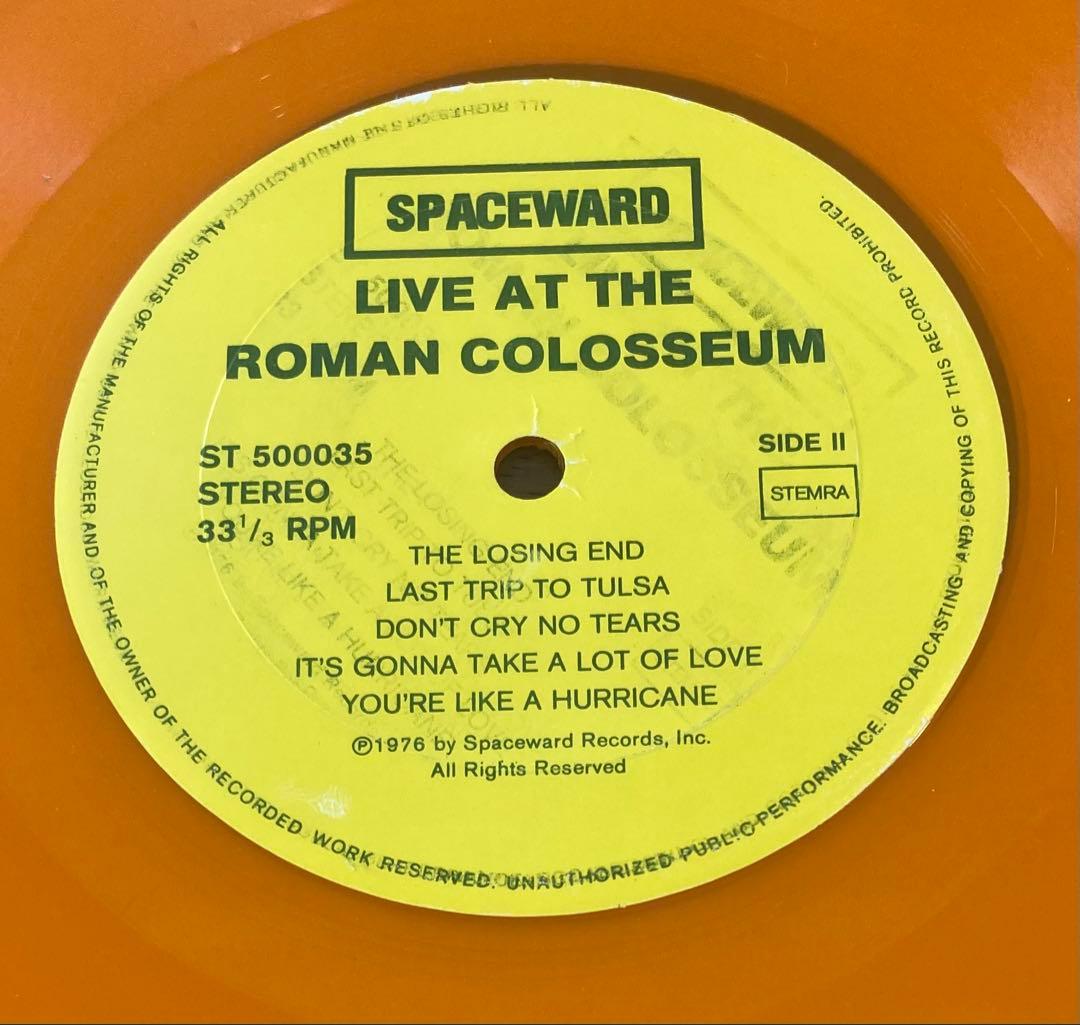 SPACEWARD
LIVE AT THE
ROMAN COLOSSEUM
ST 500035
STEREO
33 1/3 RPM
SIDE II
STEMRA
THE LOSING END
LAST TRIP TO TULSA
DON'T CRY NO TEARS
IT'S GONNA TAKE A LOT OF LOVE
YOU'RE LIKE A HURRICANE
℗1976 by Spaceward Records, Inc.
All Rights Reserved
ALL RIGHTS OF THE MANUFACTURER AND OF THE OWNER OF THE RECORDED WORK RESERVED. UNAUTHORIZED PUBLIC PERFORMANCE. BROADCASTING AND COPYING OF THIS RECORD PROHIBITED.